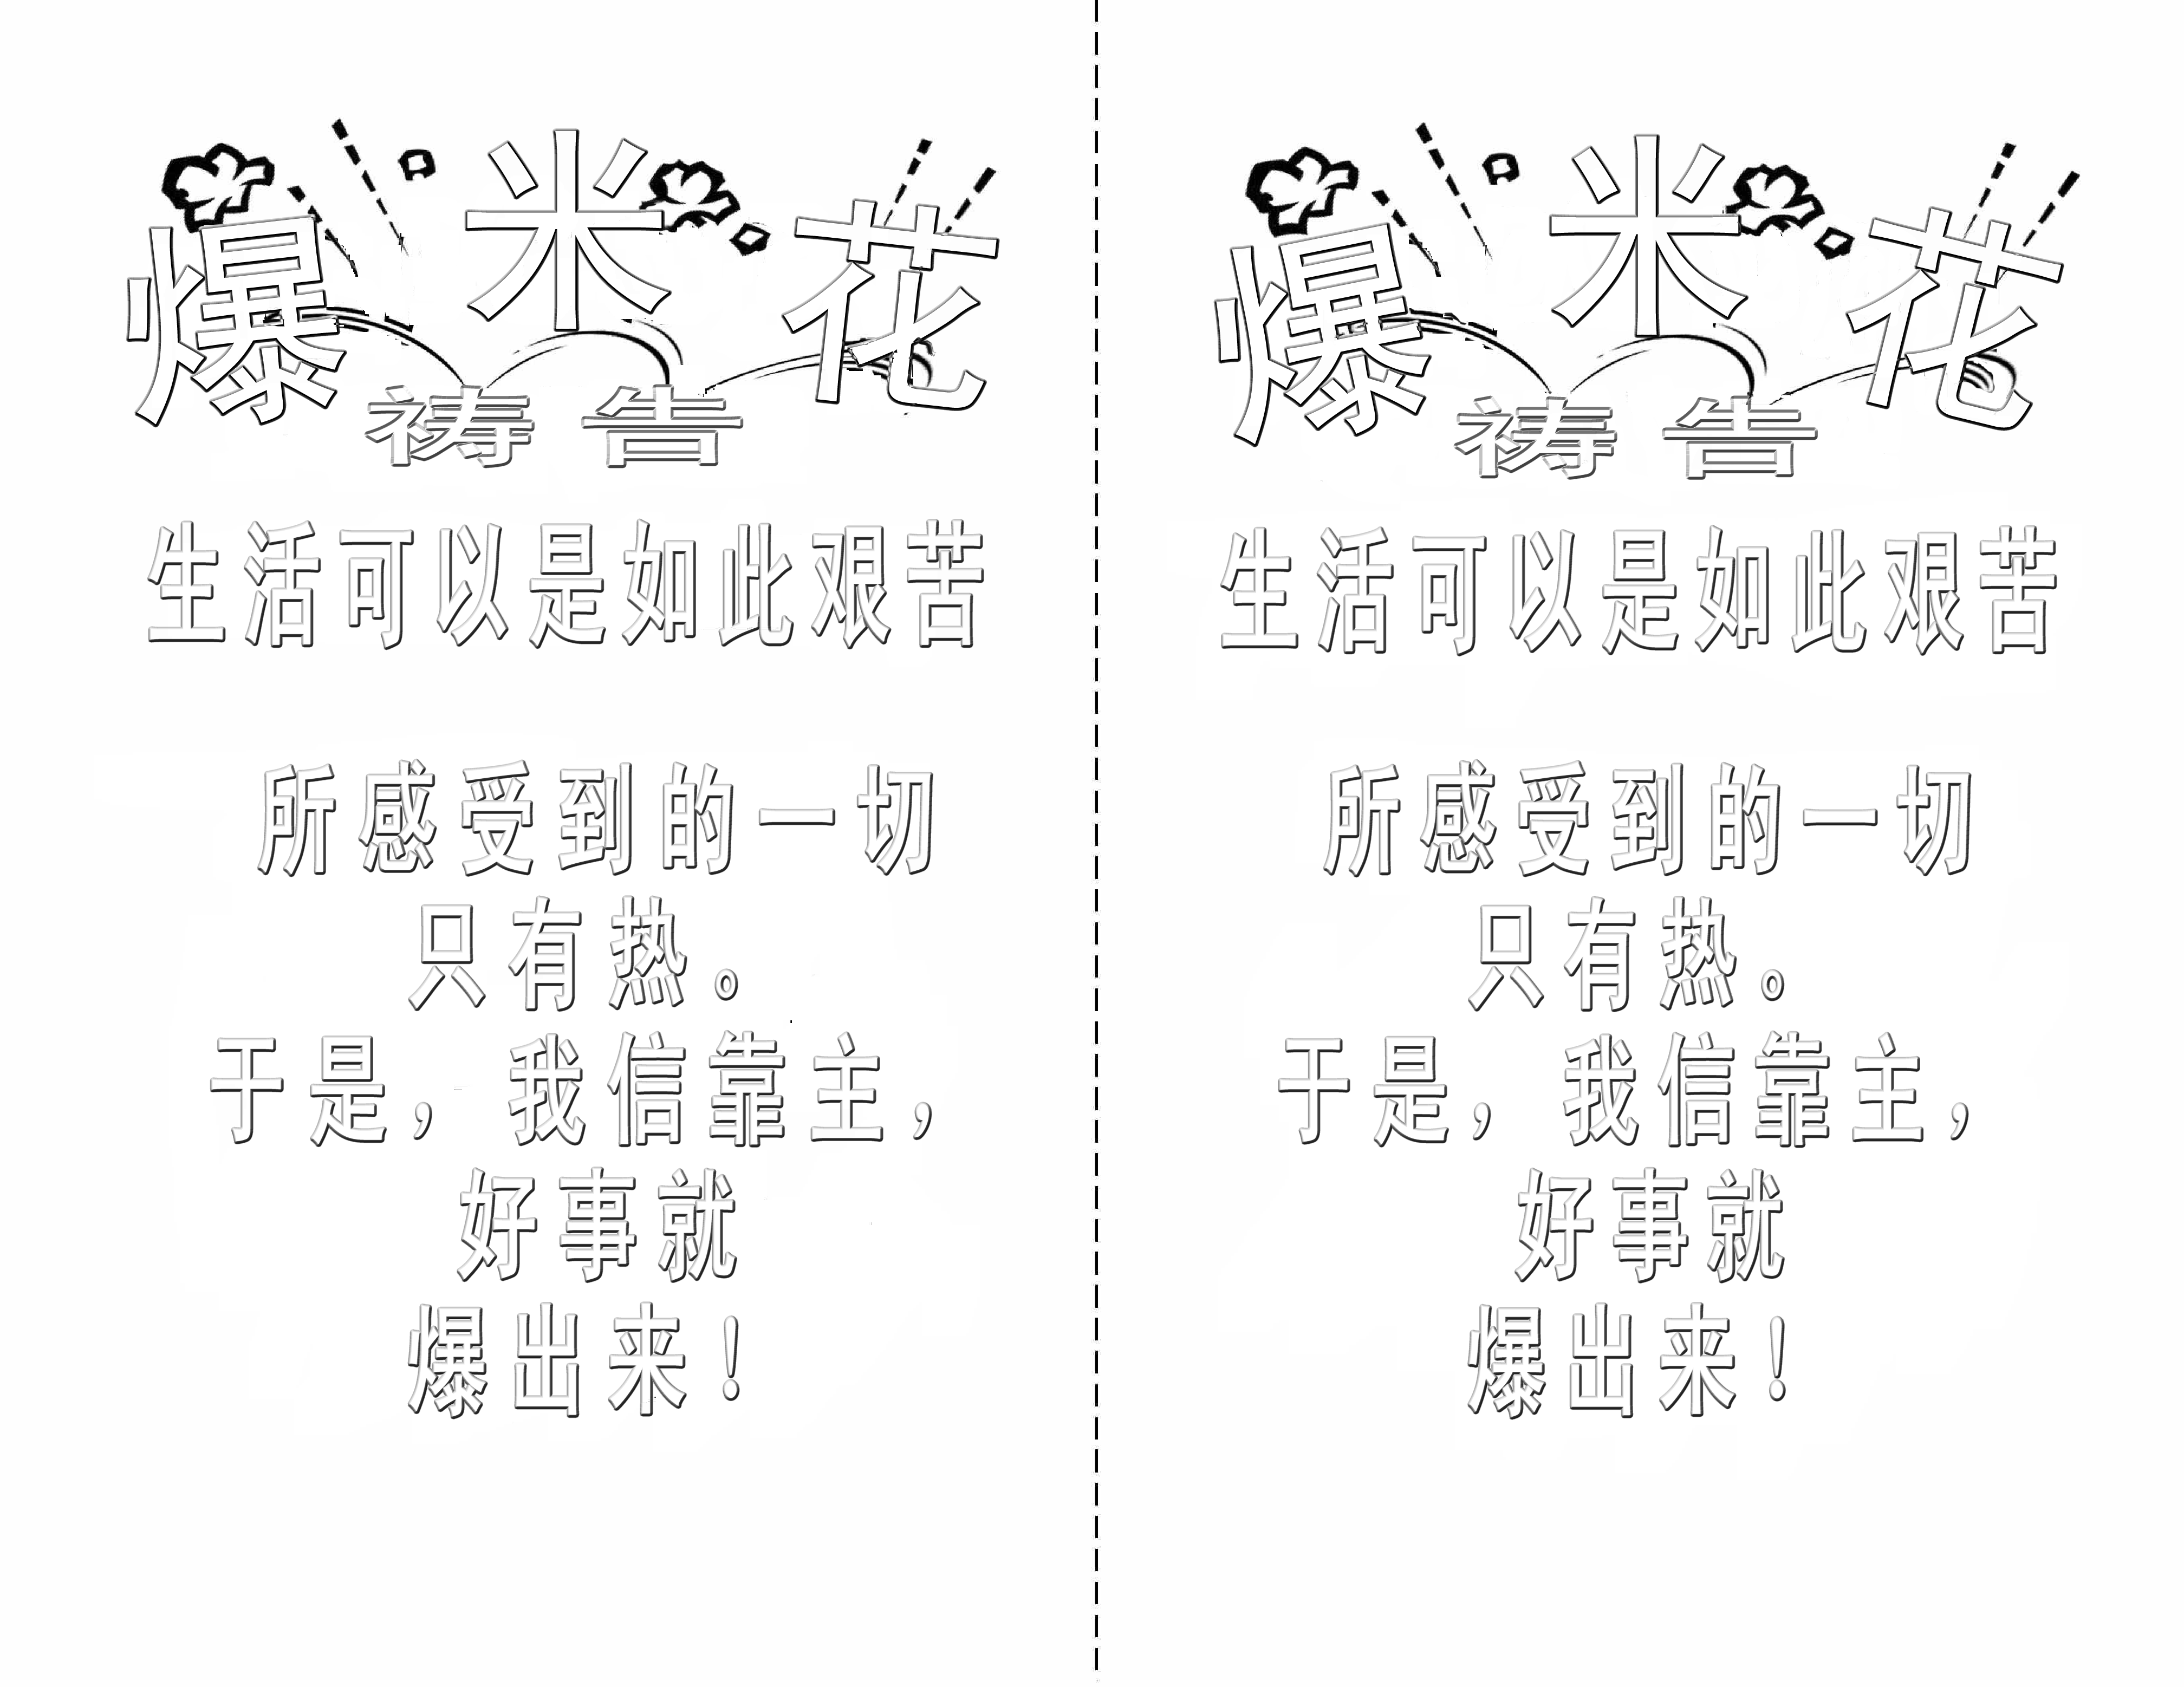 爆米花
祷告
生活可以是如此艰苦
所感受到的一切
只有热。
于是，我信靠主，
好事就
爆出来！
爆米花
祷告
生活可以是如此艰苦
所感受到的一切
只有热。
于是，我信靠主，
好事就
爆出来！